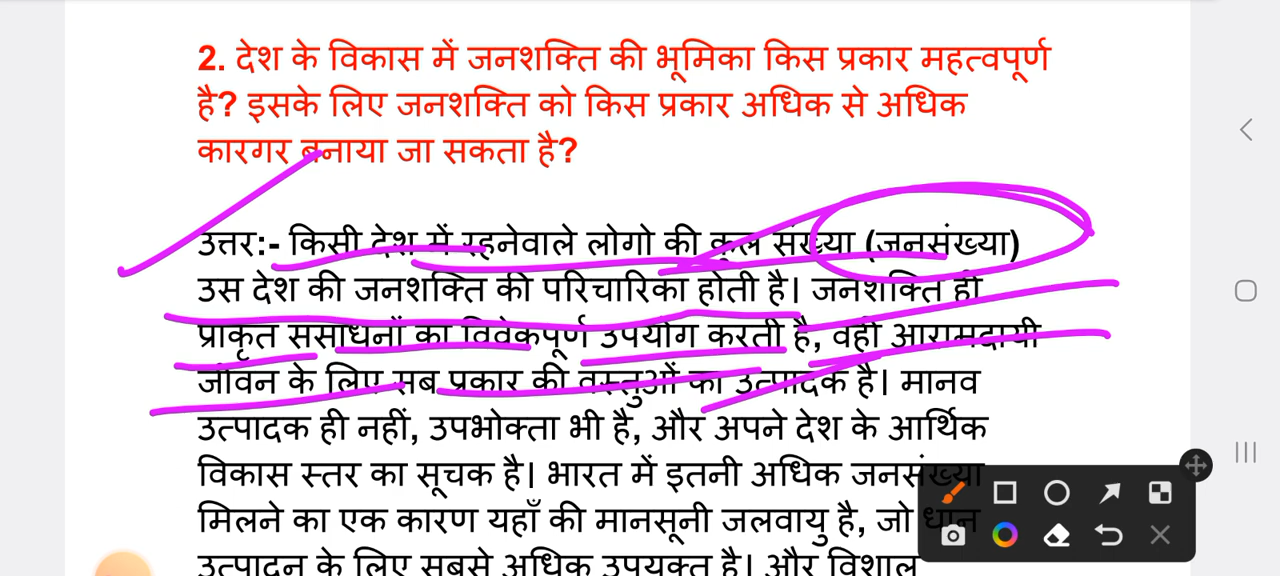 2. देश के विकास में जनशक्ति की भूमिका किस प्रकार महत्वपूर्ण
है? इसके लिए जनशक्ति को किस प्रकार अधिक से अधिक
कारगर बनाया जा सकता है?
उत्तर:- किसी देश में रहनेवाले लोगो की कुल संख्या (जनसंख्या)
उस देश की जनशक्ति की परिचारिका होती है। जनशक्ति ही
प्राकृत संसाधनों का विवेकपूर्ण उपयोग करती है, वही आरामदायी
जीवन के लिए सब प्रकार की वस्तुओं का उत्पादक है। मानव
उत्पादक ही नहीं, उपभोक्ता भी है, और अपने देश के आर्थिक
विकास स्तर का सूचक है। भारत में इतनी अधिक जनसंख्या
मिलने का एक कारण यहाँ की मानसूनी जलवायु है, जो धान
उत्पादन के लिए सबसे अधिक उपयुक्त है। और विशाल